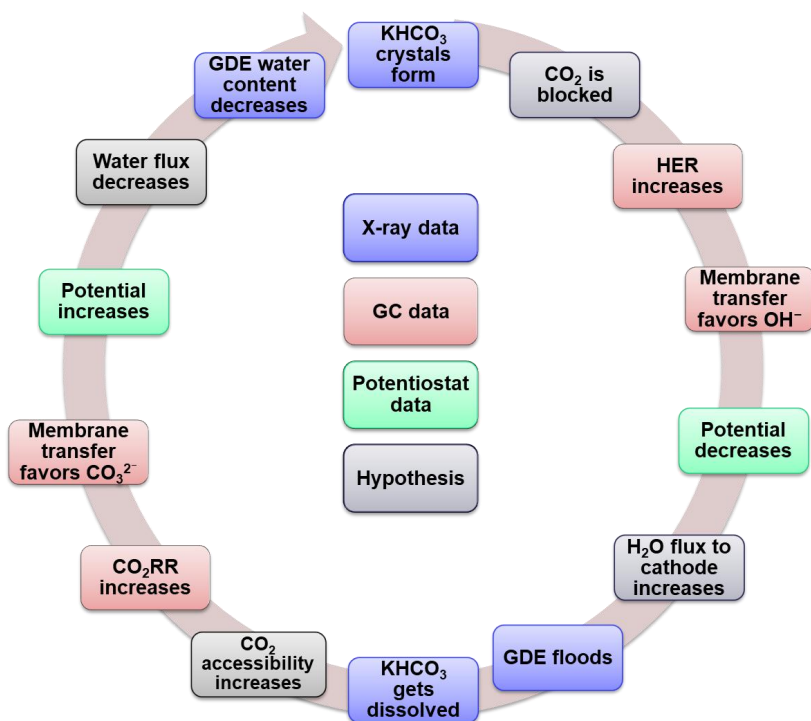 KHCO₃
crystals
form
CO₂ is
blocked
HER
increases
Membrane
transfer
favors OH⁻
Potential
decreases
H₂O flux to
cathode
increases
GDE floods
KHCO₃
gets
dissolved
CO₂
accessibility
increases
CO₂RR
increases
Membrane
transfer
favors CO₃²⁻
Potential
increases
Water flux
decreases
GDE water
content
decreases
X-ray data
GC data
Potentiostat
data
Hypothesis